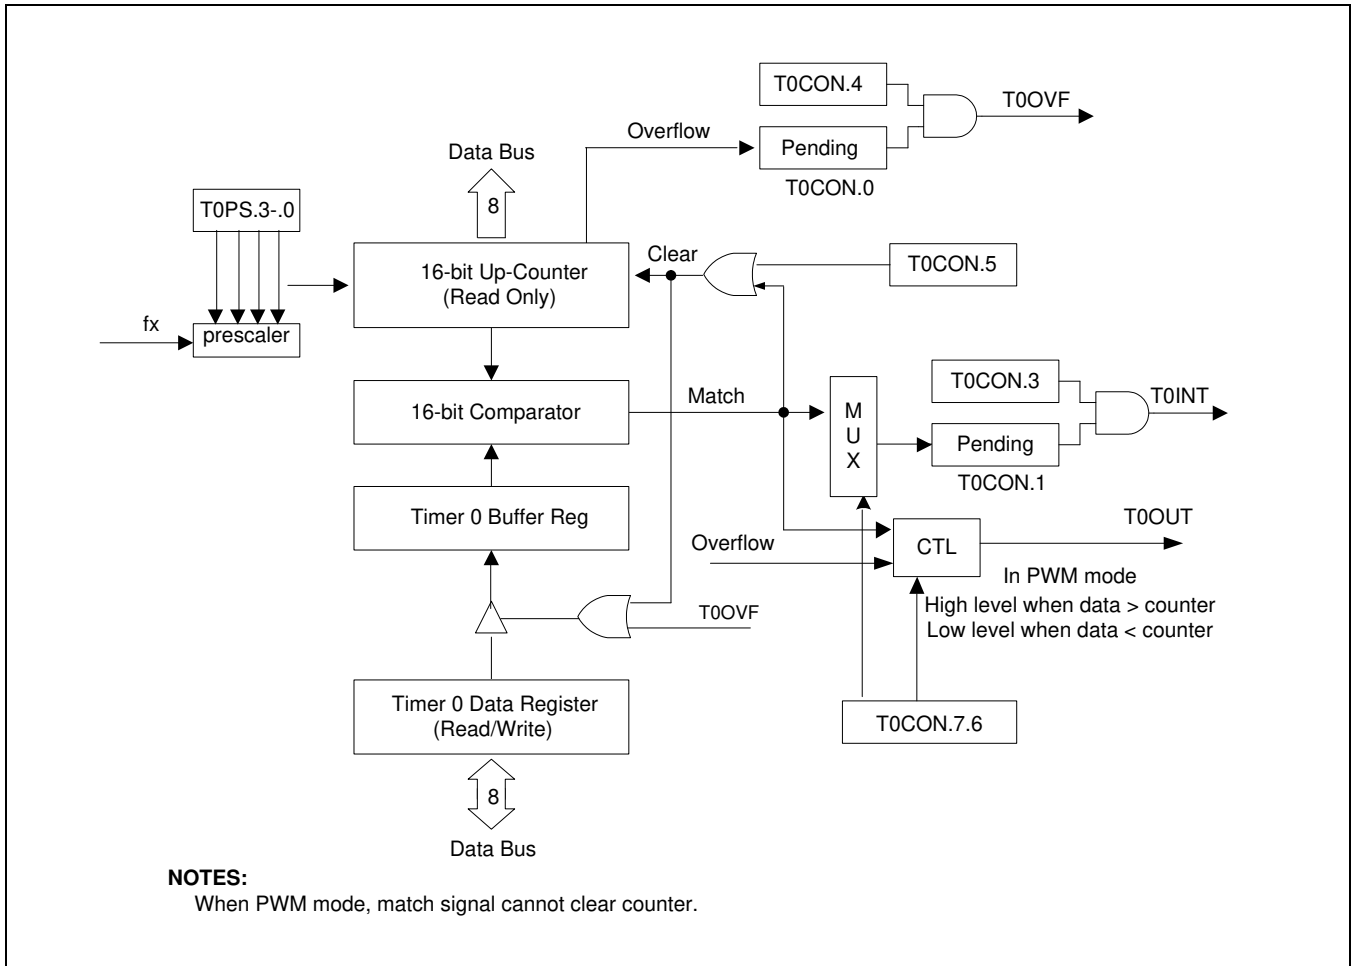 T0CON.4
T0OVF
Overflow
Pending
Data Bus
T0CON.0
T0PS.3-.0
8
Clear
T0CON.5
16-bit Up-Counter
(Read Only)
fx
prescaler
T0CON.3
T0INT
Match
16-bit Comparator
M
U
X
Pending
T0CON.1
Timer 0 Buffer Reg
T0OUT
Overflow
CTL
In PWM mode
High level when data > counter
Low level when data < counter
T0OVF
Timer 0 Data Register
(Read/Write)
T0CON.7.6
8
Data Bus
NOTES:
When PWM mode, match signal cannot clear counter.